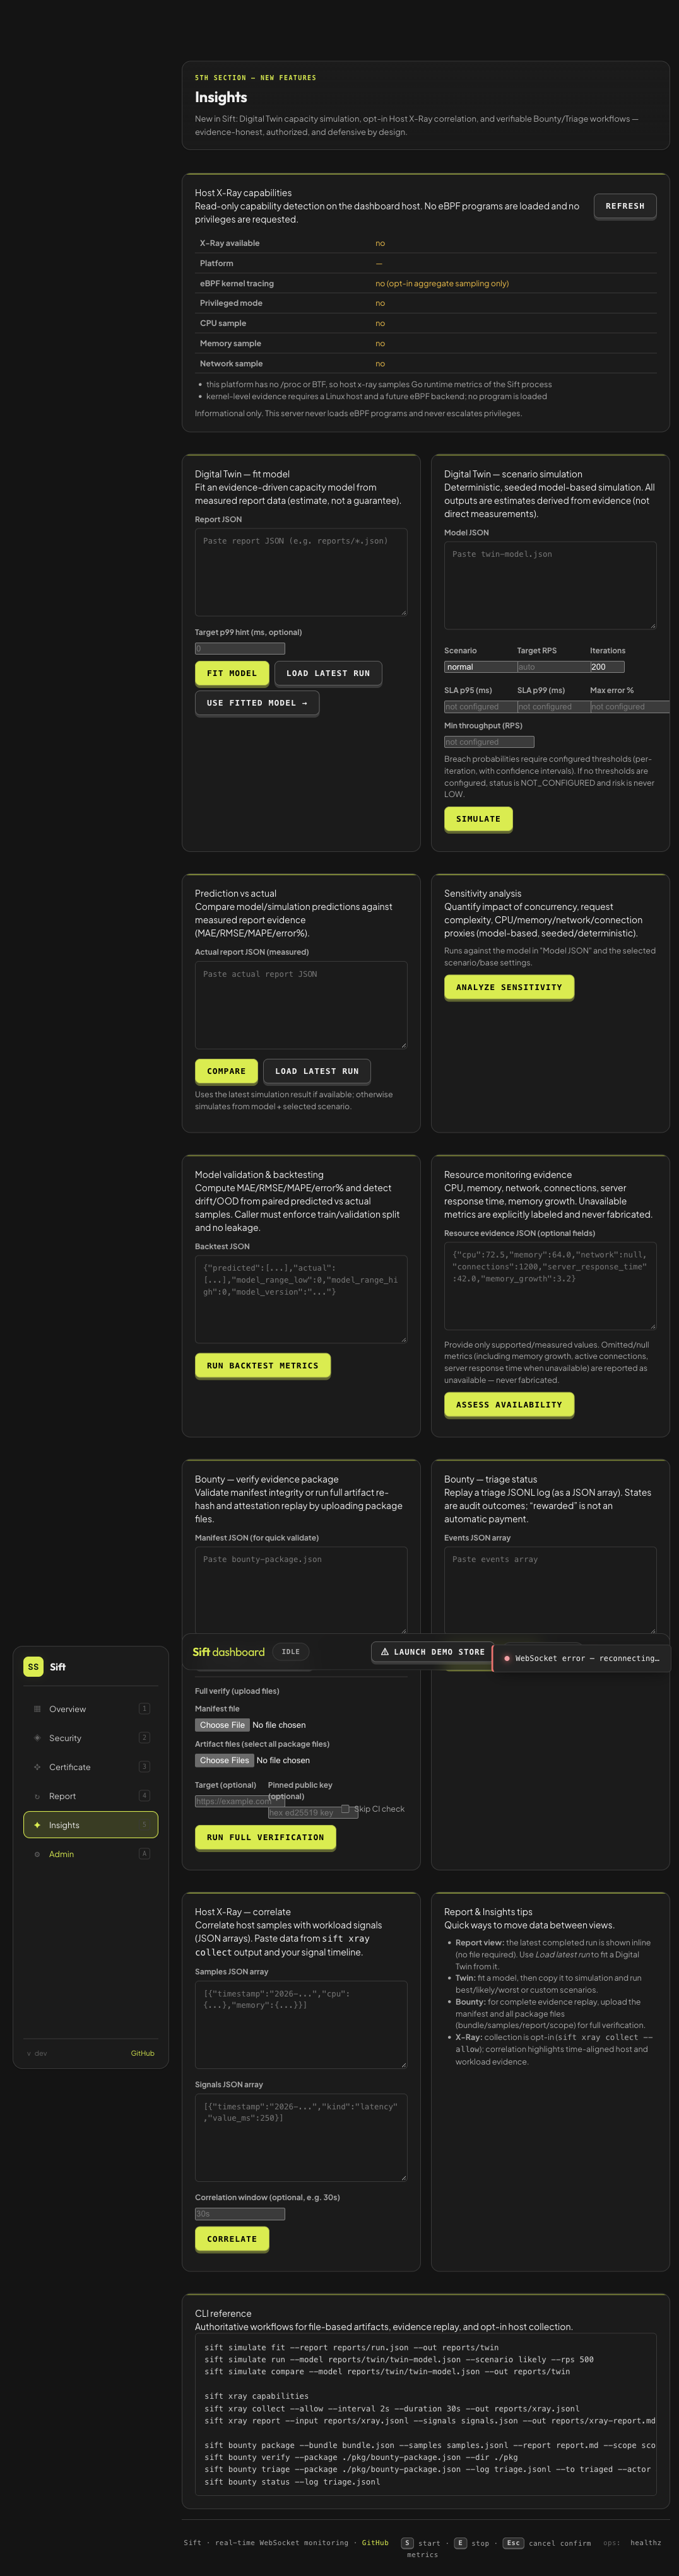 5TH SECTION — NEW FEATURES
Insights
New in Sift: Digital Twin capacity simulation, opt-in Host X-Ray correlation, and verifiable Bounty/Triage workflows —
evidence-honest, authorized, and defensive by design.
Host X-Ray capabilities
Read-only capability detection on the dashboard host. No eBPF programs are loaded and no
privileges are requested.
REFRESH
X-Ray available no
Platform —
eBPF kernel tracing no (opt-in aggregate sampling only)
Privileged mode no
CPU sample no
Memory sample no
Network sample no
• this platform has no /proc or BTF, so host x-ray samples Go runtime metrics of the Sift process
• kernel-level evidence requires a Linux host and a future eBPF backend; no program is loaded
Informational only. This server never loads eBPF programs and never escalates privileges.
Digital Twin — fit model
Fit an evidence-driven capacity model from
measured report data (estimate, not a guarantee).
Report JSON
Paste report JSON (e.g. reports/*.json)
Target p99 hint (ms, optional)
0
FIT MODEL LOAD LATEST RUN
USE FITTED MODEL →
Digital Twin — scenario simulation
Deterministic, seeded model-based simulation. All
outputs are estimates derived from evidence (not
direct measurements).
Model JSON
Paste twin-model.json
Scenario Target RPS Iterations
normal auto 200
SLA p95 (ms) SLA p99 (ms) Max error %
not configured not configured not configured
Min throughput (RPS)
not configured
Breach probabilities require configured thresholds (per-
iteration, with confidence intervals). If no thresholds are
configured, status is NOT_CONFIGURED and risk is never
LOW.
SIMULATE
Prediction vs actual
Compare model/simulation predictions against
measured report evidence
(MAE/RMSE/MAPE/error%).
Actual report JSON (measured)
Paste actual report JSON
COMPARE LOAD LATEST RUN
Uses the latest simulation result if available; otherwise
simulates from model + selected scenario.
Sensitivity analysis
Quantify impact of concurrency, request
complexity, CPU/memory/network/connection
proxies (model-based, seeded/deterministic).
Runs against the model in "Model JSON" and the selected
scenario/base settings.
ANALYZE SENSITIVITY
Model validation & backtesting
Compute MAE/RMSE/MAPE/error% and detect
drift/OOD from paired predicted vs actual
samples. Caller must enforce train/validation split
and no leakage.
Backtest JSON
{"predicted":[...],"actual":
[...],"model_range_low":0,"model_range_hi
gh":0,"model_version":"..."}
RUN BACKTEST METRICS
Resource monitoring evidence
CPU, memory, network, connections, server
response time, memory growth. Unavailable
metrics are explicitly labeled and never fabricated.
Resource evidence JSON (optional fields)
{"cpu":72.5,"memory":64.0,"network":null,
"connections":1200,"server_response_time"
:42.0,"memory_growth":3.2}
Provide only supported/measured values. Omitted/null
metrics (including memory growth, active connections,
server response time when unavailable) are reported as
unavailable — never fabricated.
ASSESS AVAILABILITY
Bounty — verify evidence package
Validate manifest integrity or run full artifact re-
hash and attestation replay by uploading package
files.
Manifest JSON (for quick validate)
Paste bounty-package.json
Bounty — triage status
Replay a triage JSONL log (as a JSON array). States
are audit outcomes; "rewarded" is not an
automatic payment.
Events JSON array
Paste events array
SS Sift
Overview 1
Security 2
Certificate 3
Report 4
Insights 5
Admin A
v dev GitHub
Sift dashboard IDLE
⚠ LAUNCH DEMO STORE
WebSocket error — reconnecting…
Full verify (upload files)
Manifest file
Choose File No file chosen
Artifact files (select all package files)
Choose Files No file chosen
Target (optional) Pinned public key
(optional)
https://example.com
hex ed25519 key
Skip CI check
RUN FULL VERIFICATION
Host X-Ray — correlate
Correlate host samples with workload signals
(JSON arrays). Paste data from sift xray
collect output and your signal timeline.
Samples JSON array
[{"timestamp":"2026-...","cpu":
{...},"memory":{...}}]
Signals JSON array
[{"timestamp":"2026-...","kind":"latency"
,"value_ms":250}]
Correlation window (optional, e.g. 30s)
30s
CORRELATE
Report & Insights tips
Quick ways to move data between views.
• Report view: the latest completed run is shown inline
(no file required). Use Load latest run to fit a Digital
Twin from it.
• Twin: fit a model, then copy it to simulation and run
best/likely/worst or custom scenarios.
• Bounty: for complete evidence replay, upload the
manifest and all package files
(bundle/samples/report/scope) for full verification.
• X-Ray: collection is opt-in (sift xray collect --
allow); correlation highlights time-aligned host and
workload evidence.
CLI reference
Authoritative workflows for file-based artifacts, evidence replay, and opt-in host collection.
sift simulate fit --report reports/run.json --out reports/twin
sift simulate run --model reports/twin/twin-model.json --scenario likely --rps 500
sift simulate compare --model reports/twin/twin-model.json --out reports/twin
sift xray capabilities
sift xray collect --allow --interval 2s --duration 30s --out reports/xray.jsonl
sift xray report --input reports/xray.jsonl --signals signals.json --out reports/xray-report.md
sift bounty package --bundle bundle.json --samples samples.jsonl --report report.md --scope sco
sift bounty verify --package ./pkg/bounty-package.json --dir ./pkg
sift bounty triage --package ./pkg/bounty-package.json --log triage.jsonl --to triaged --actor
sift bounty status --log triage.jsonl
Sift · real-time WebSocket monitoring · GitHub
S start · E stop · Esc cancel confirm
ops: healthz
metrics